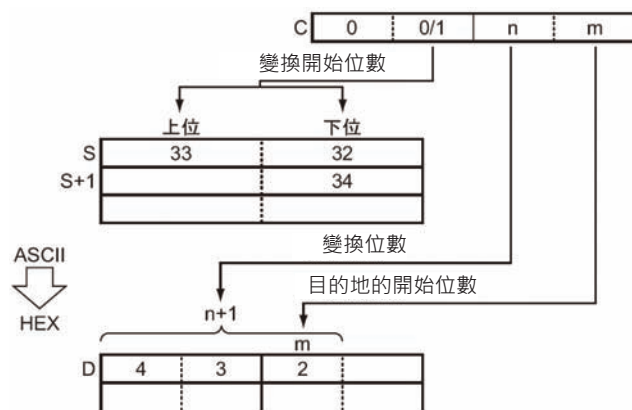 C 0 0/1 n m
變換開始位數
上位 下位
S 33 32
S+1 34
變換位數
ASCII
目的地的開始位數
HEX
n+1
m
D 4 3 2